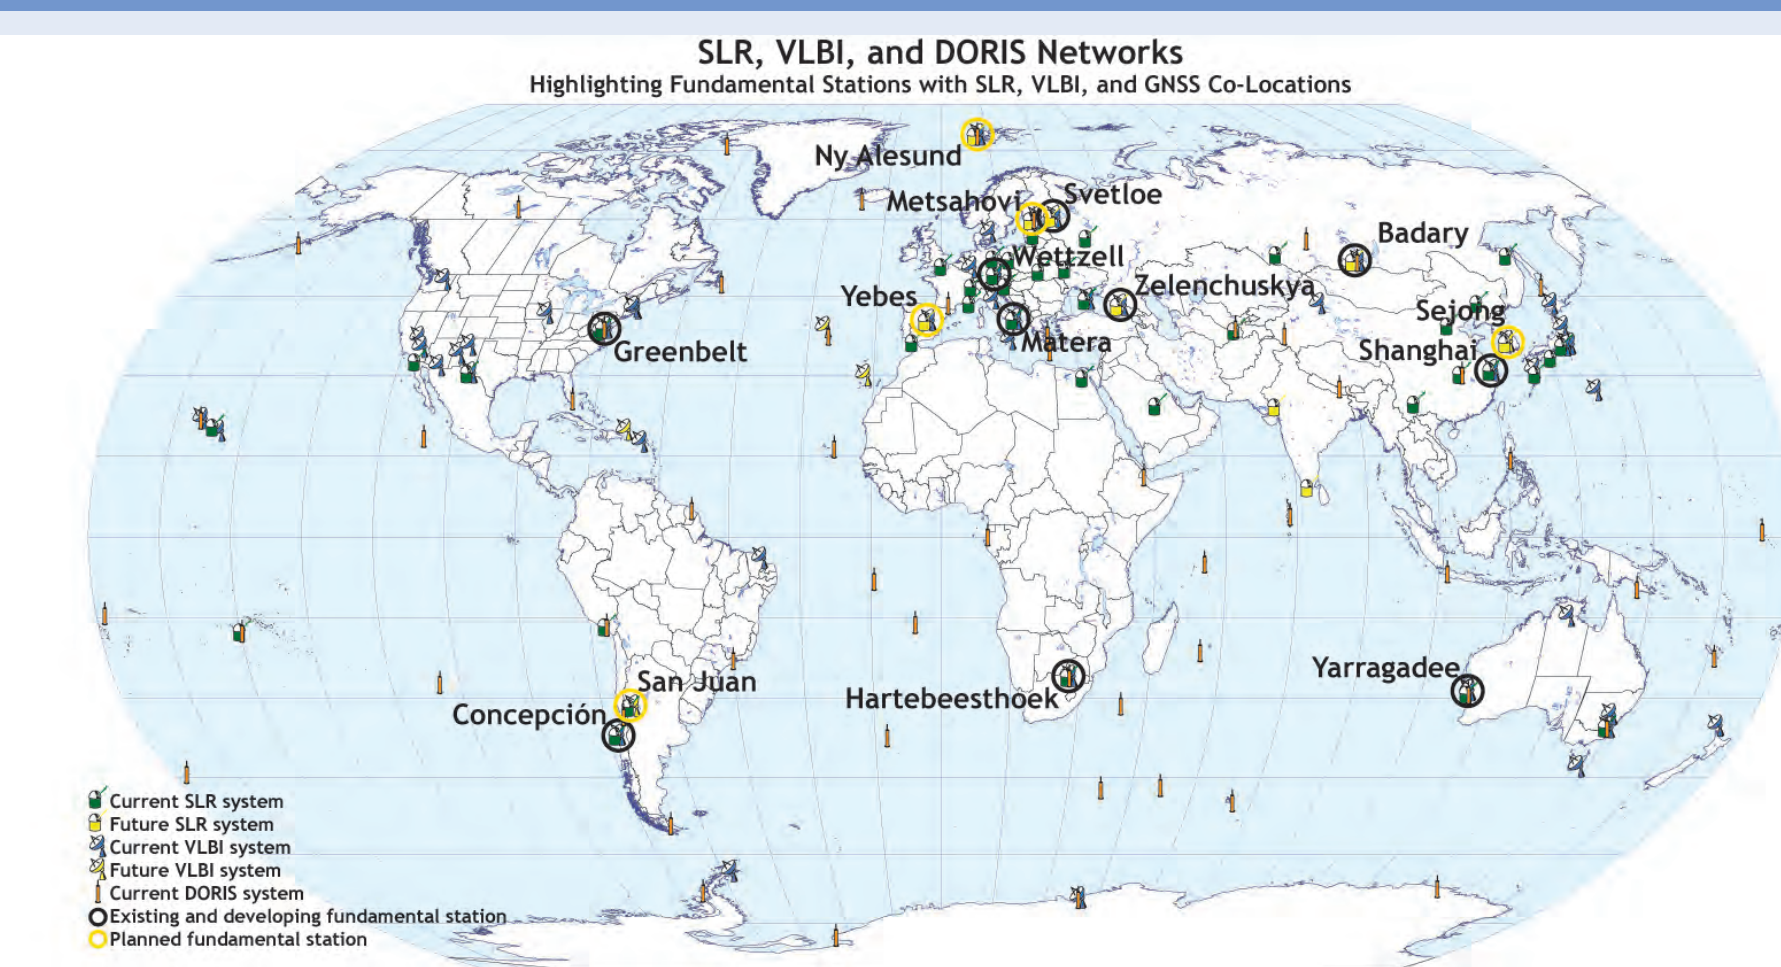 SLR, VLBI, and DORIS Networks
Highlighting Fundamental Stations with SLR, VLBI, and GNSS Co-Locations
Ny Alesund
Metsahovi
Svetloe
Badary
Wettzell
Zelenchuskya
Yebes
Sejong
Matera
Shanghai
Greenbelt
Yarragadee
San Juan
Hartebeesthoek
Concepción
Current SLR system
Future SLR system
Current VLBI system
Future VLBI system
Current DORIS system
Existing and developing fundamental station
Planned fundamental station